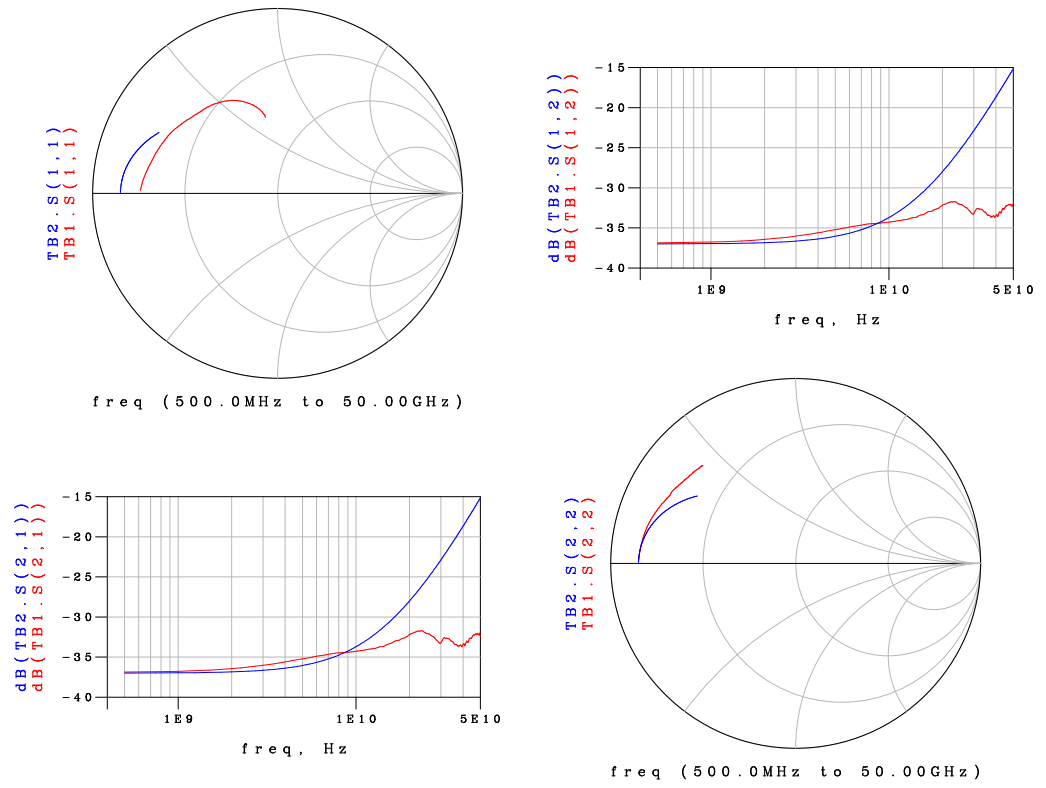 TB2.S(1,1)
TB1.S(1,1)
freq (500.0MHz to 50.00GHz)
dB(TB2.S(1,2))
dB(TB1.S(1,2))
-15
-20
-25
-30
-35
-40
1E9
1E10
5E10
freq, Hz
dB(TB2.S(2,1))
dB(TB1.S(2,1))
-15
-20
-25
-30
-35
-40
1E9
1E10
5E10
freq, Hz
TB2.S(2,2)
TB1.S(2,2)
freq (500.0MHz to 50.00GHz)